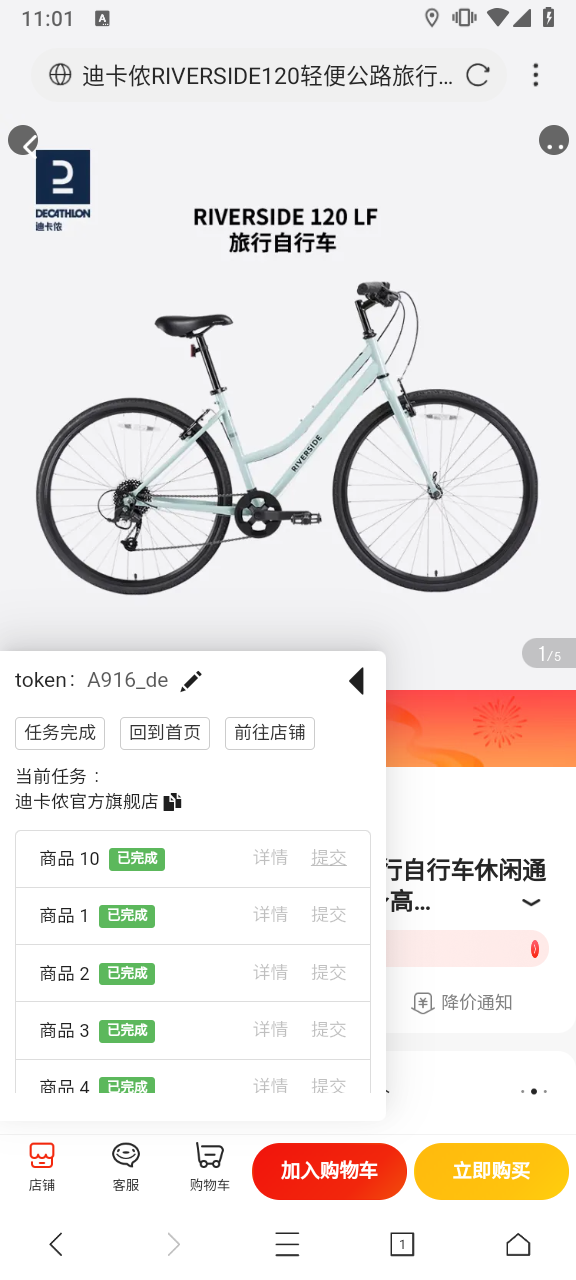 11:01
A
迪卡侬RIVERSIDE120轻便公路旅行...
DECATHLON
迪卡侬
RIVERSIDE 120 LF
旅行自行车
RIVERSIDE
1/5
token： A916_de
任务完成 回到首页 前往店铺
当前任务：
迪卡侬官方旗舰店
商品 10 已完成 详情 提交
商品 1 已完成 详情 提交
商品 2 已完成 详情 提交
商品 3 已完成 详情 提交
商品 4 已完成 详情 提交
行自行车休闲通
高...
降价通知
店铺 客服 购物车 加入购物车 立即购买
1